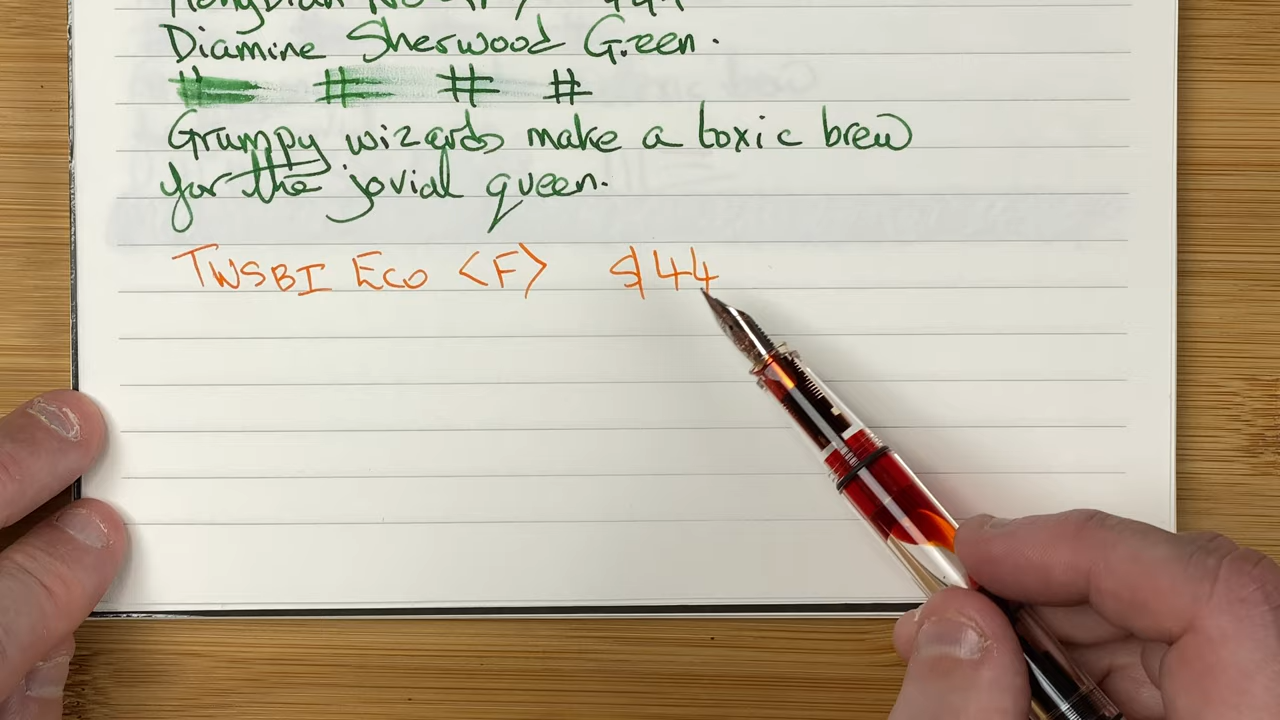 Diamine Sherwood Green.
# # # #
Grumpy wizards make a toxic brew
for the jovial queen.
TWSBI Eco <F> $44